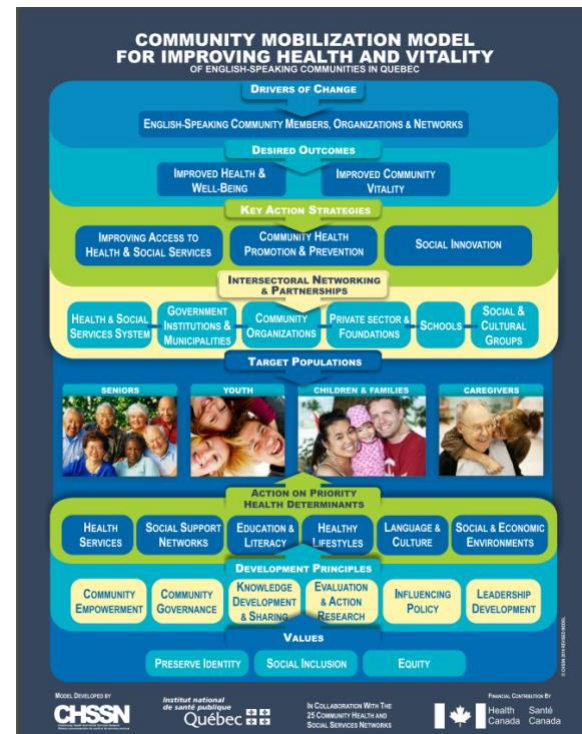 COMMUNITY MOBILIZATION MODEL
FOR IMPROVING HEALTH AND VITALITY
OF ENGLISH-SPEAKING COMMUNITIES IN QUEBEC
DRIVERS OF CHANGE
ENGLISH-SPEAKING COMMUNITY MEMBERS, ORGANIZATIONS & NETWORKS
DESIRED OUTCOMES
IMPROVED HEALTH &
WELL-BEING
IMPROVED COMMUNITY
VITALITY
KEY ACTION STRATEGIES
IMPROVING ACCESS TO
HEALTH & SOCIAL SERVICES
COMMUNITY HEALTH
PROMOTION & PREVENTION
SOCIAL INNOVATION
INTERSECTORAL NETWORKING
& PARTNERSHIPS
HEALTH & SOCIAL
SERVICES SYSTEM
GOVERNMENT
INSTITUTIONS &
MUNICIPALITIES
COMMUNITY
ORGANIZATIONS
PRIVATE SECTOR &
FOUNDATIONS
SCHOOLS
SOCIAL &
CULTURAL
GROUPS
TARGET POPULATIONS
SENIORS
YOUTH
CHILDREN & FAMILIES
CAREGIVERS
ACTION ON PRIORITY
HEALTH DETERMINANTS
HEALTH
SERVICES
SOCIAL SUPPORT
NETWORKS
EDUCATION &
LITERACY
HEALTHY
LIFESTYLES
LANGUAGE &
CULTURE
SOCIAL & ECONOMIC
ENVIRONMENTS
DEVELOPMENT PRINCIPLES
COMMUNITY
EMPOWERMENT
COMMUNITY
GOVERNANCE
KNOWLEDGE
DEVELOPMENT
& SHARING
EVALUATION
& ACTION
RESEARCH
INFLUENCING
POLICY
LEADERSHIP
DEVELOPMENT
VALUES
PRESERVE IDENTITY
SOCIAL INCLUSION
EQUITY
MODEL DEVELOPED BY
CHSSN
Institut national
de santé publique
Québec
IN COLLABORATION WITH THE
25 COMMUNITY HEALTH AND
SOCIAL SERVICES NETWORKS
FINANCIAL CONTRIBUTION BY
Health
Canada
Santé
Canada